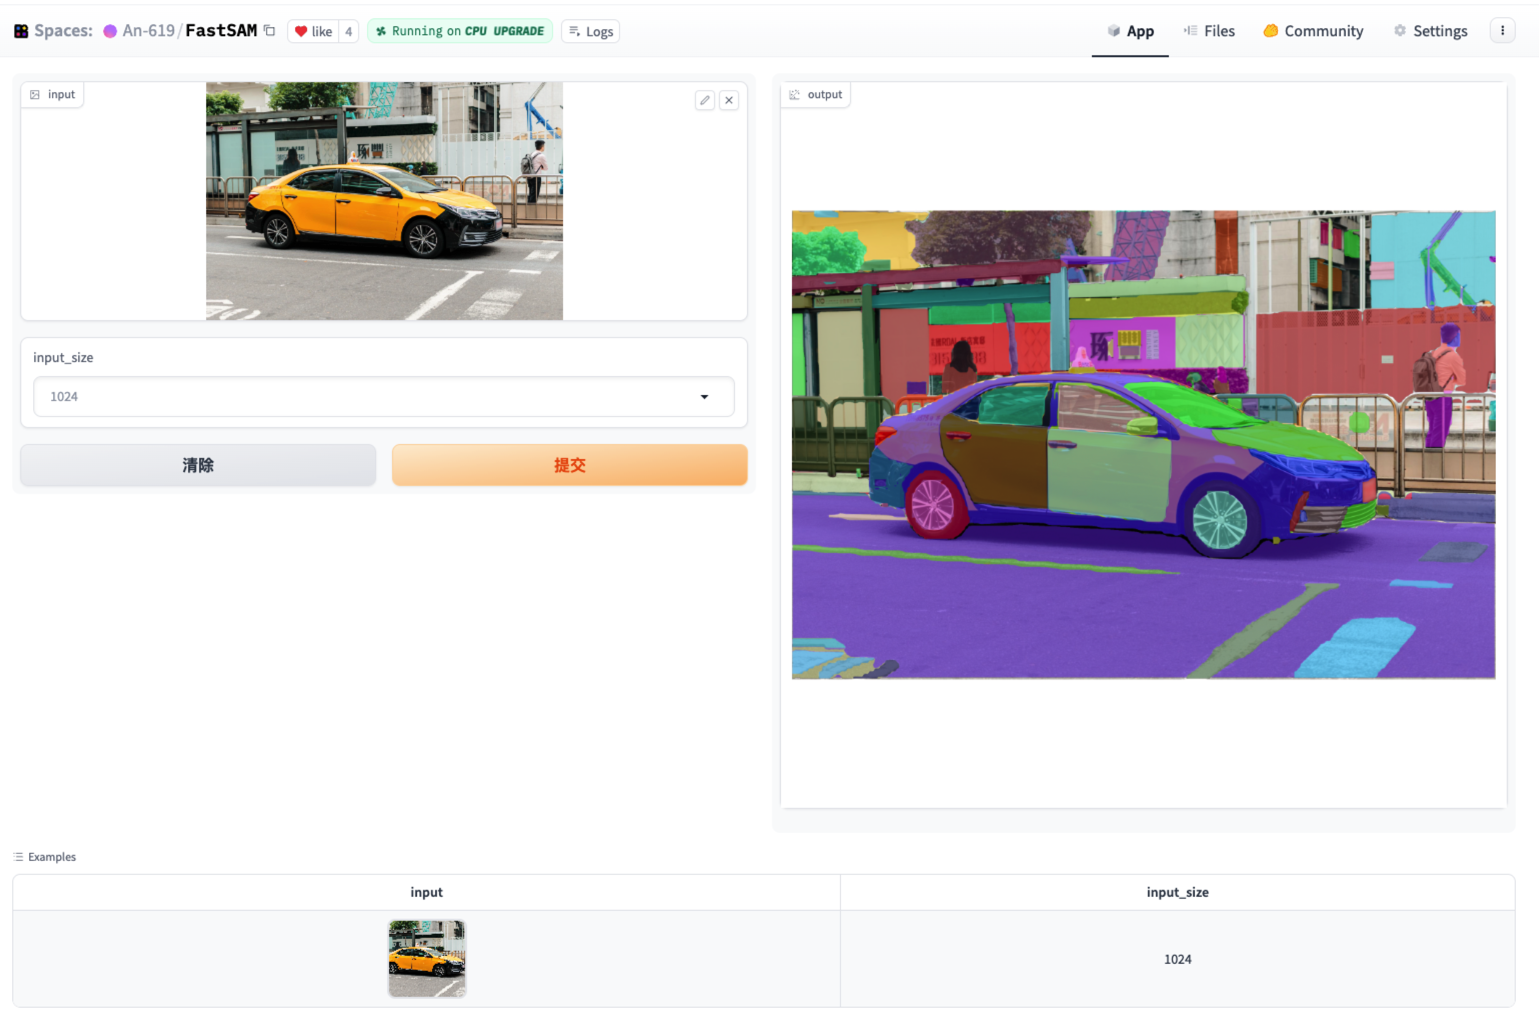 Spaces: An-619/FastSAM like 4 Running on CPU UPGRADE Logs App Files Community Settings
input
output
input_size
1024
清除 提交
Examples
input input_size
1024